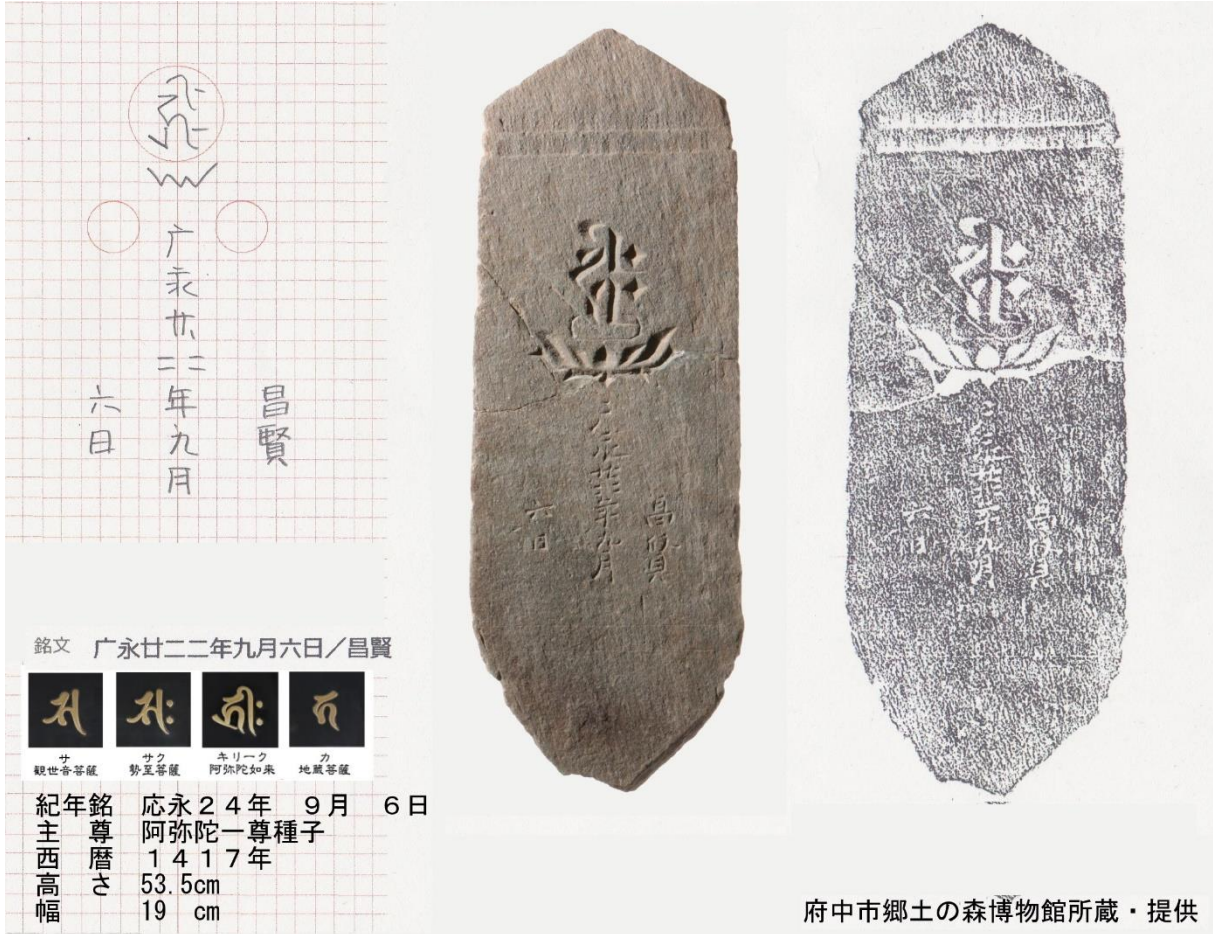 广
永
廿
二二
年
九
月
六
日
昌
賢
銘文 广永廿二二年九月六日／昌賢
サ
観世音菩薩
サク
勢至菩薩
キリーク
阿弥陀如来
カ
地蔵菩薩
紀年銘 応永２４年 ９月 ６日
主 尊 阿弥陀一尊種子
西 暦 １４１７年
高 さ 53.5cm
幅 19 cm
府中市郷土の森博物館所蔵・提供